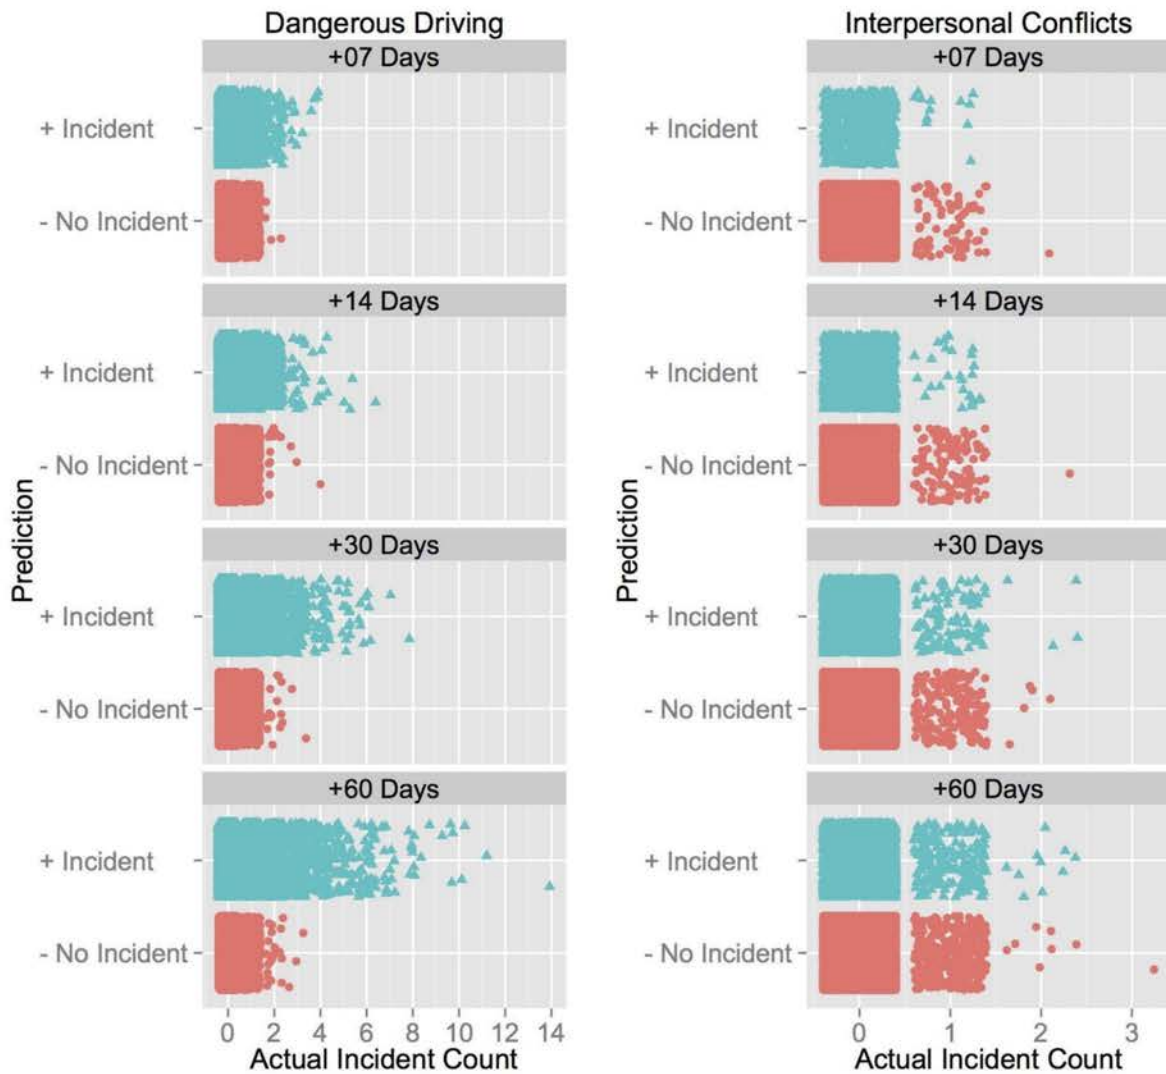 Dangerous Driving
+07 Days
+ Incident
- No Incident
+14 Days
+ Incident
- No Incident
+30 Days
+ Incident
- No Incident
+60 Days
+ Incident
- No Incident
0 2 4 6 8 10 12 14
Actual Incident Count
Prediction
Interpersonal Conflicts
+07 Days
+ Incident
- No Incident
+14 Days
+ Incident
- No Incident
+30 Days
+ Incident
- No Incident
+60 Days
+ Incident
- No Incident
0 1 2 3
Actual Incident Count
Prediction